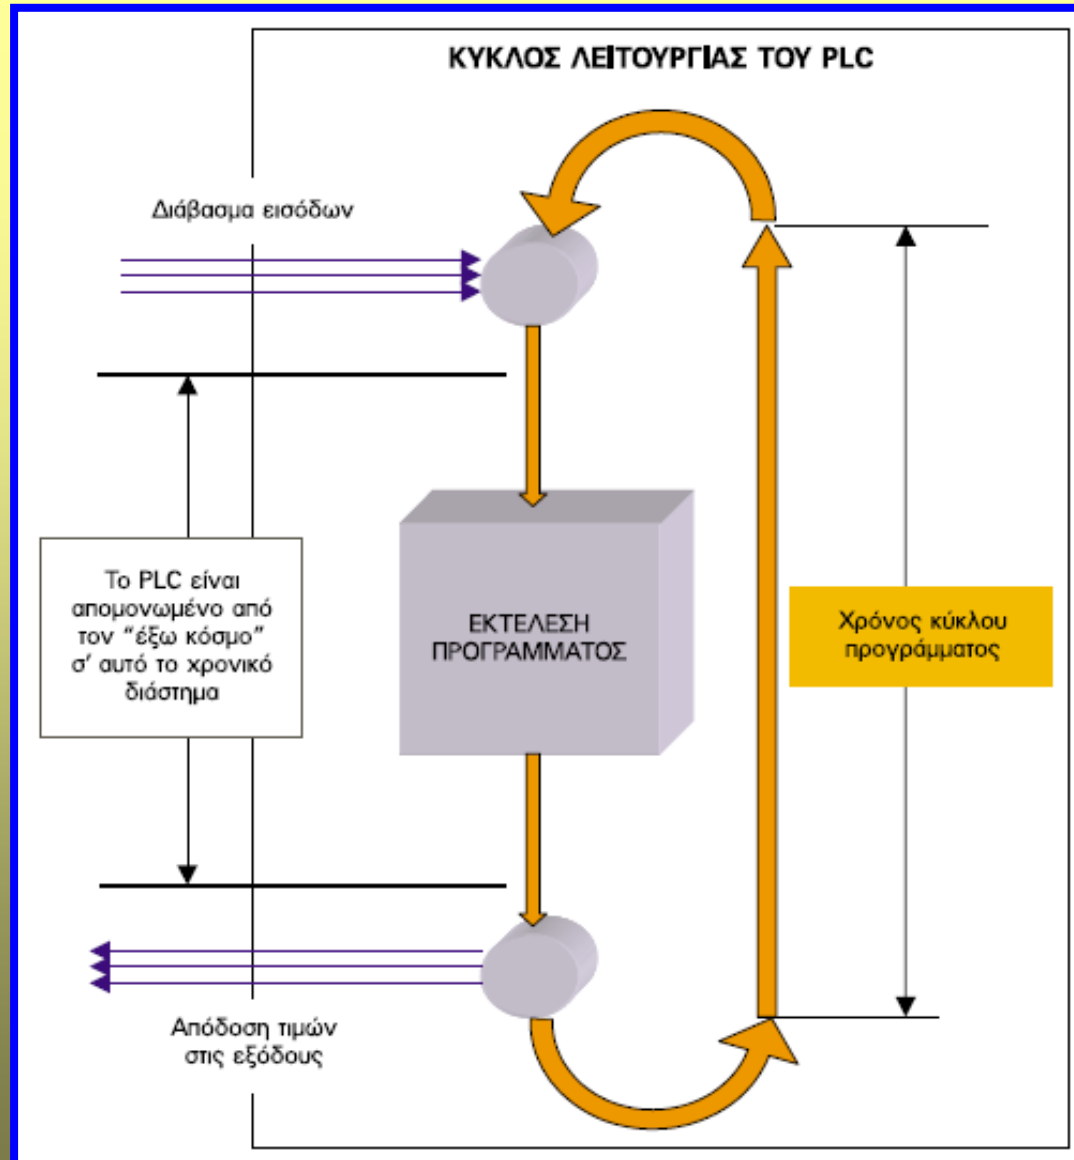 ΚΥΚΛΟΣ ΛΕΙΤΟΥΡΓΙΑΣ ΤΟΥ PLC
Διάβασμα εισόδων
Το PLC είναι
απομονωμένο από
τον "έξω κόσμο"
σ' αυτό το χρονικό
διάστημα
ΕΚΤΕΛΕΣΗ
ΠΡΟΓΡΑΜΜΑΤΟΣ
Χρόνος κύκλου
προγράμματος
Απόδοση τιμών
στις εξόδους